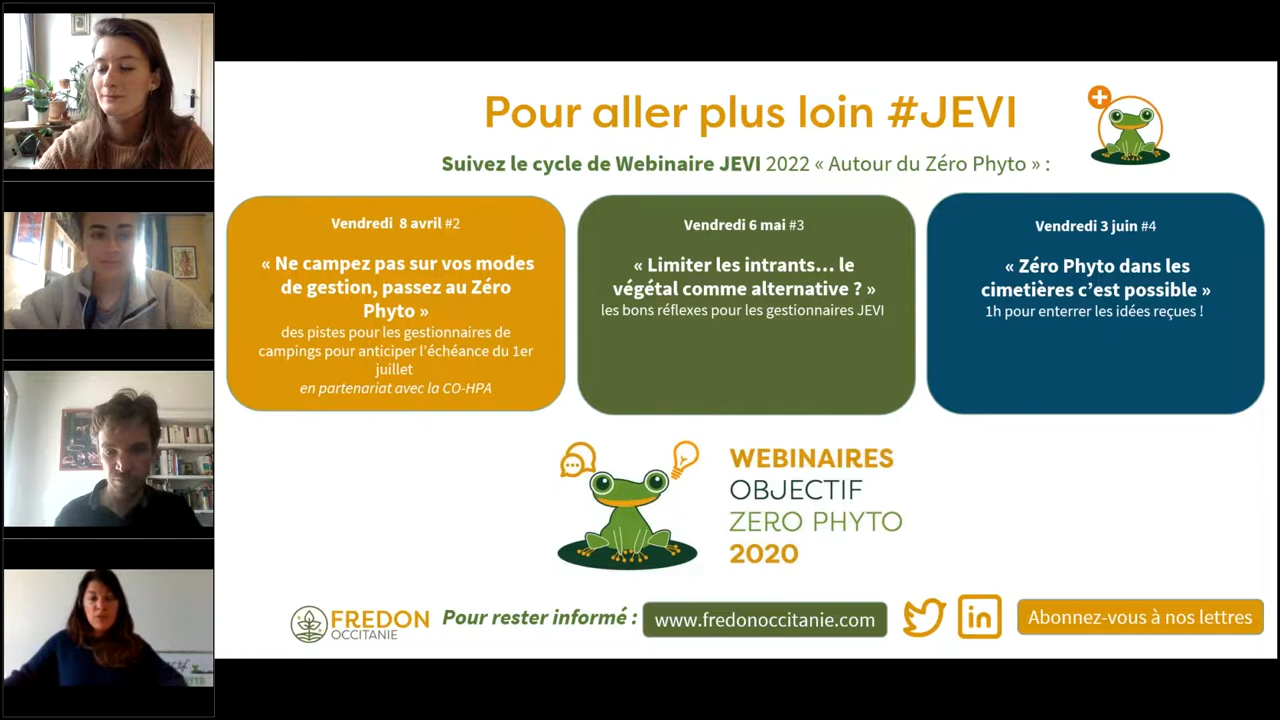 Pour aller plus loin #JEVI
Suivez le cycle de Webinaire JEVI 2022 « Autour du Zéro Phyto » :
Vendredi 8 avril #2
« Ne campez pas sur vos modes
de gestion, passez au Zéro
Phyto »
des pistes pour les gestionnaires de
campings pour anticiper l'échéance du 1er
juillet
en partenariat avec la CO-HPA
Vendredi 6 mai #3
« Limiter les intrants… le
végétal comme alternative ? »
les bons réflexes pour les gestionnaires JEVI
Vendredi 3 juin #4
« Zéro Phyto dans les
cimetières c'est possible »
1h pour enterrer les idées reçues !
WEBINAIRES
OBJECTIF
ZERO PHYTO
2020
FREDON
OCCITANIE
Pour rester informé :
www.fredonoccitanie.com
in
Abonnez-vous à nos lettres